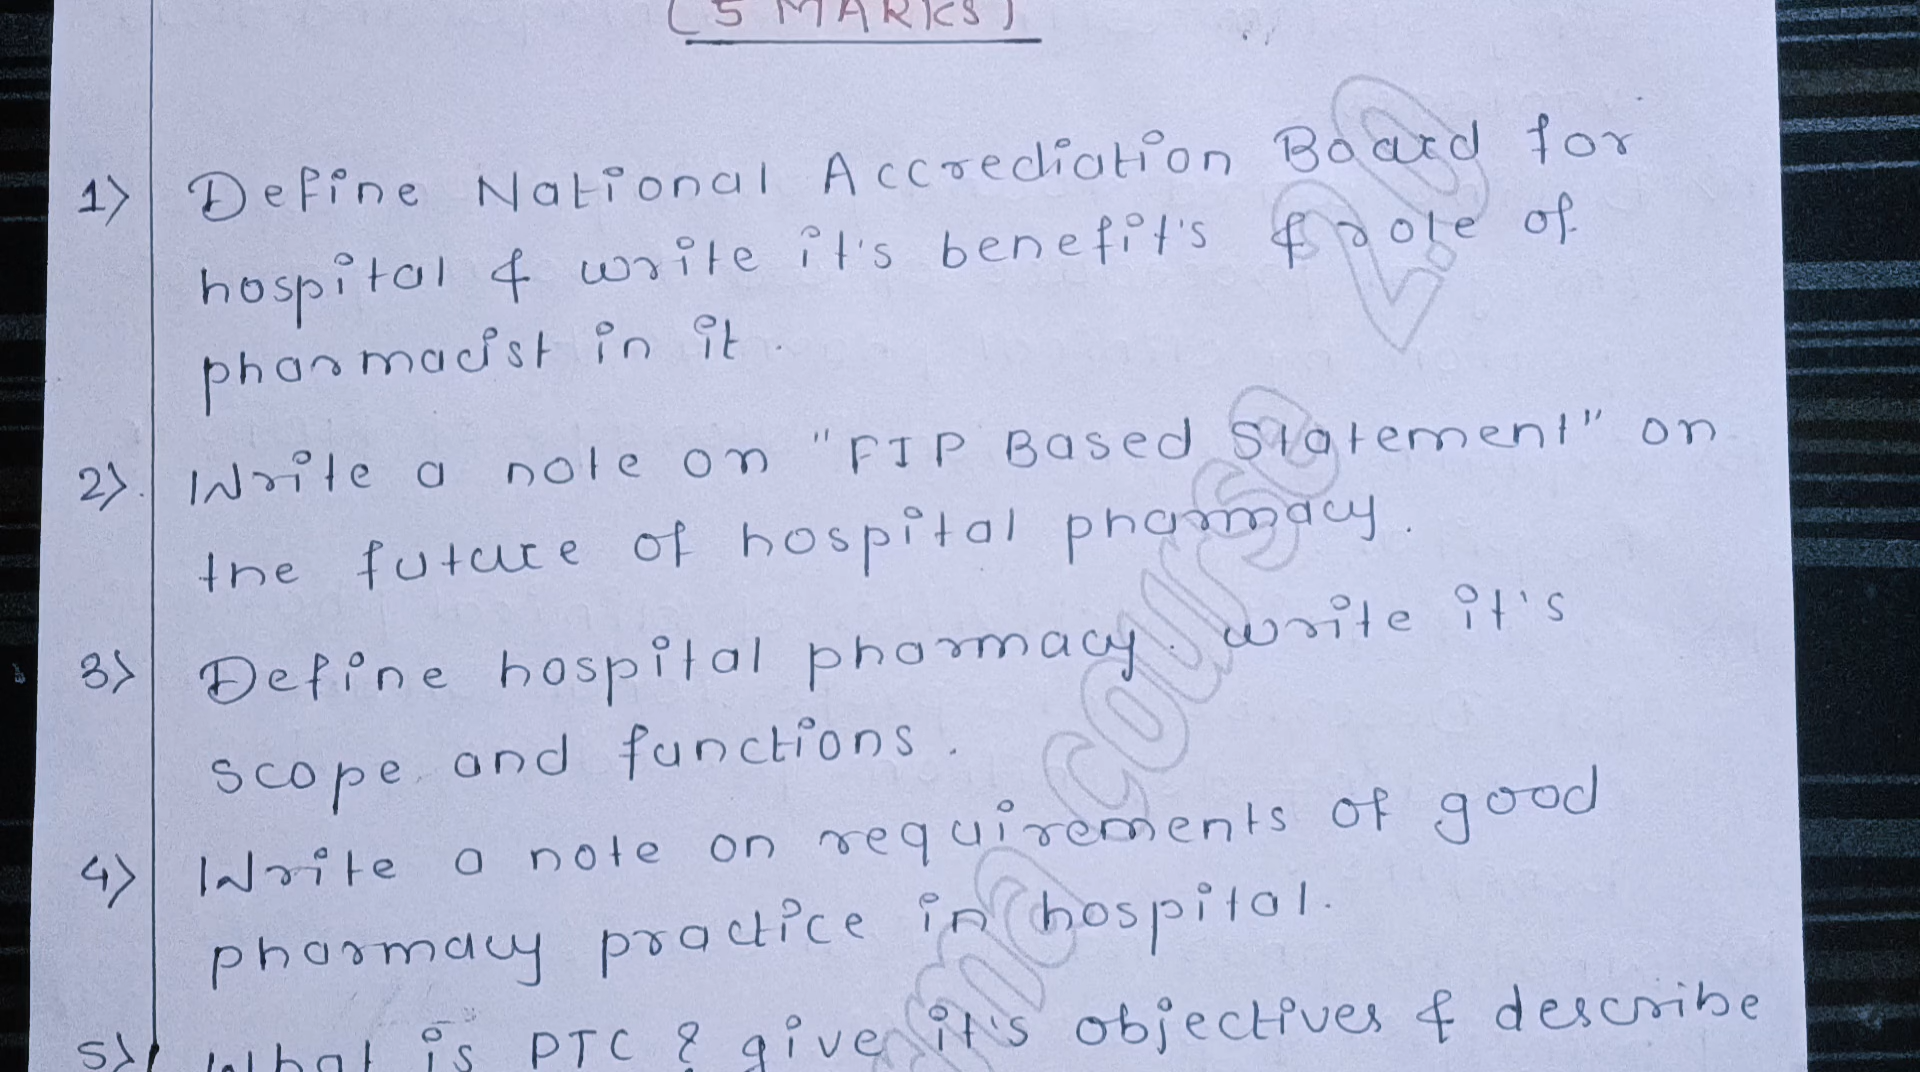 (5 MARKS)
1) Define National Accrediation Board for
hospital & write it's benefit's & role of
pharmacist in it.
2). Write a note on "FIP Based Statement" on
the future of hospital pharmacy.
3) Define hospital pharmacy. write it's
scope and functions.
4) Write a note on requirements of good
pharmacy practice in hospital.
5) What is PTC ? give it's objectives & describe